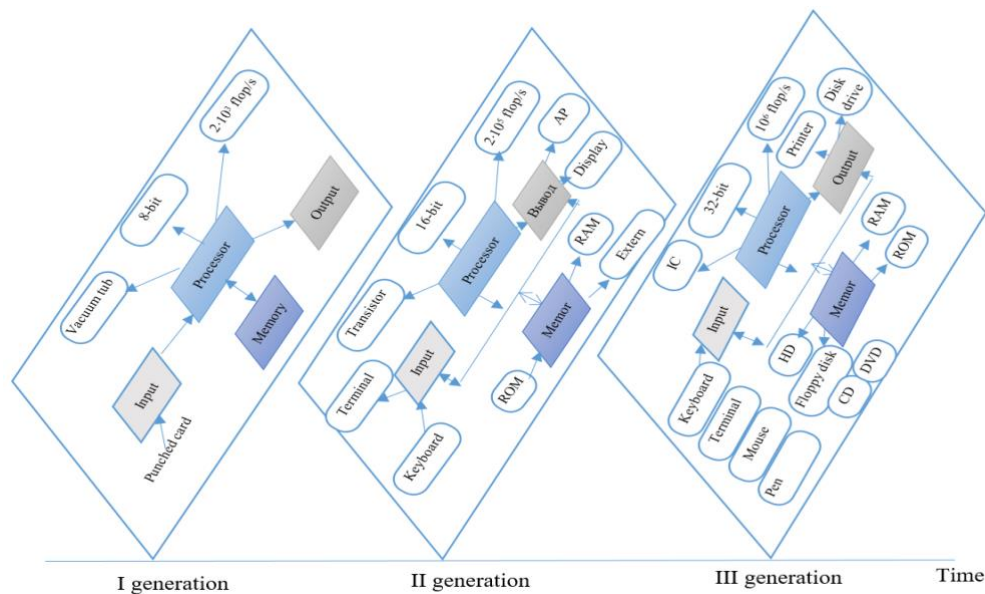 2·10³ flop/s
8-bit
Vacuum tub
Processor
Output
Memory
Input
Punched card
2·10⁵ flop/s
AP
Display
Вывод
16-bit
Processor
RAM
Extern
Transistor
Memor
Input
Terminal
ROM
Keyboard
10⁶ flop/s
Disk
drive
Printer
Output
32-bit
Processor
RAM
ROM
IC
Memor
Input
HD
Floppy disk
DVD
CD
Keyboard
Terminal
Mouse
Pen
I generation
II generation
III generation
Time